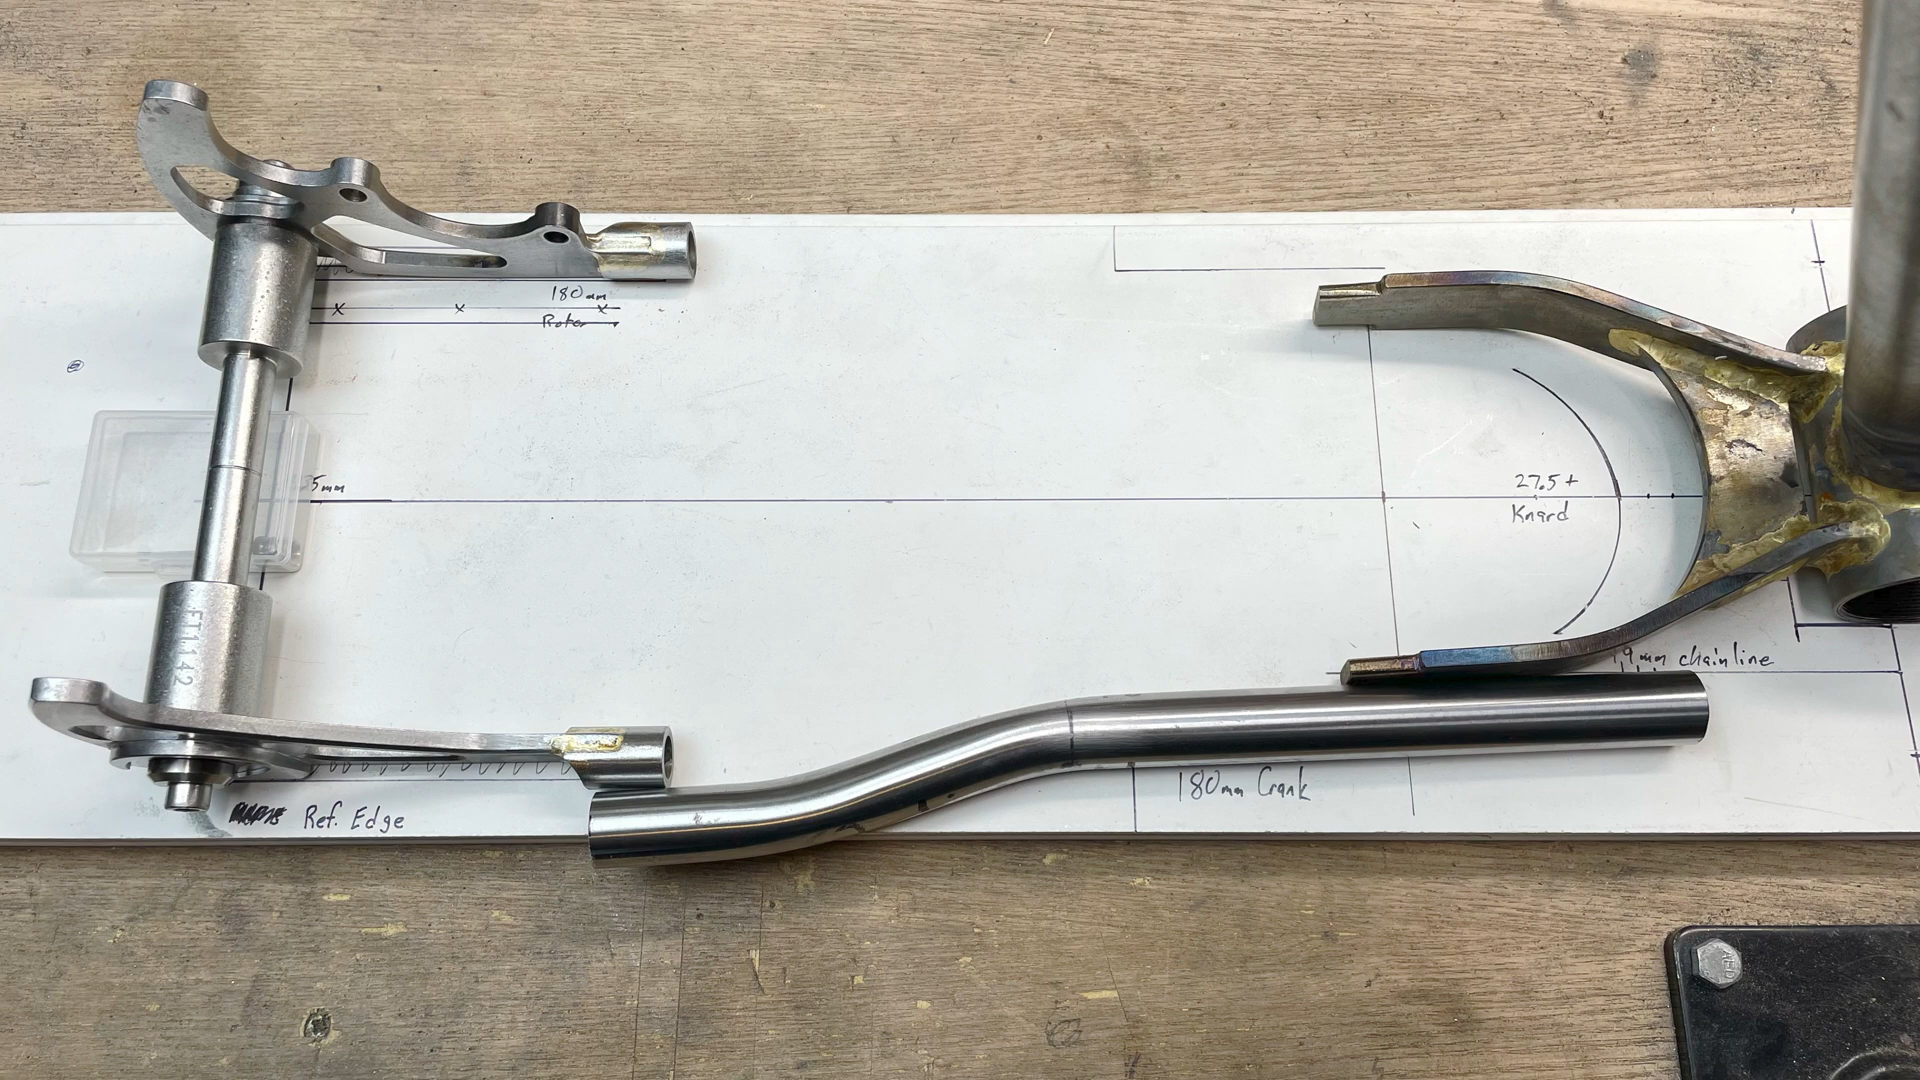 180mm
Rotor
5mm
27.5+
Knard
FT1142
9mm chainline
180mm Crank
Ref. Edge